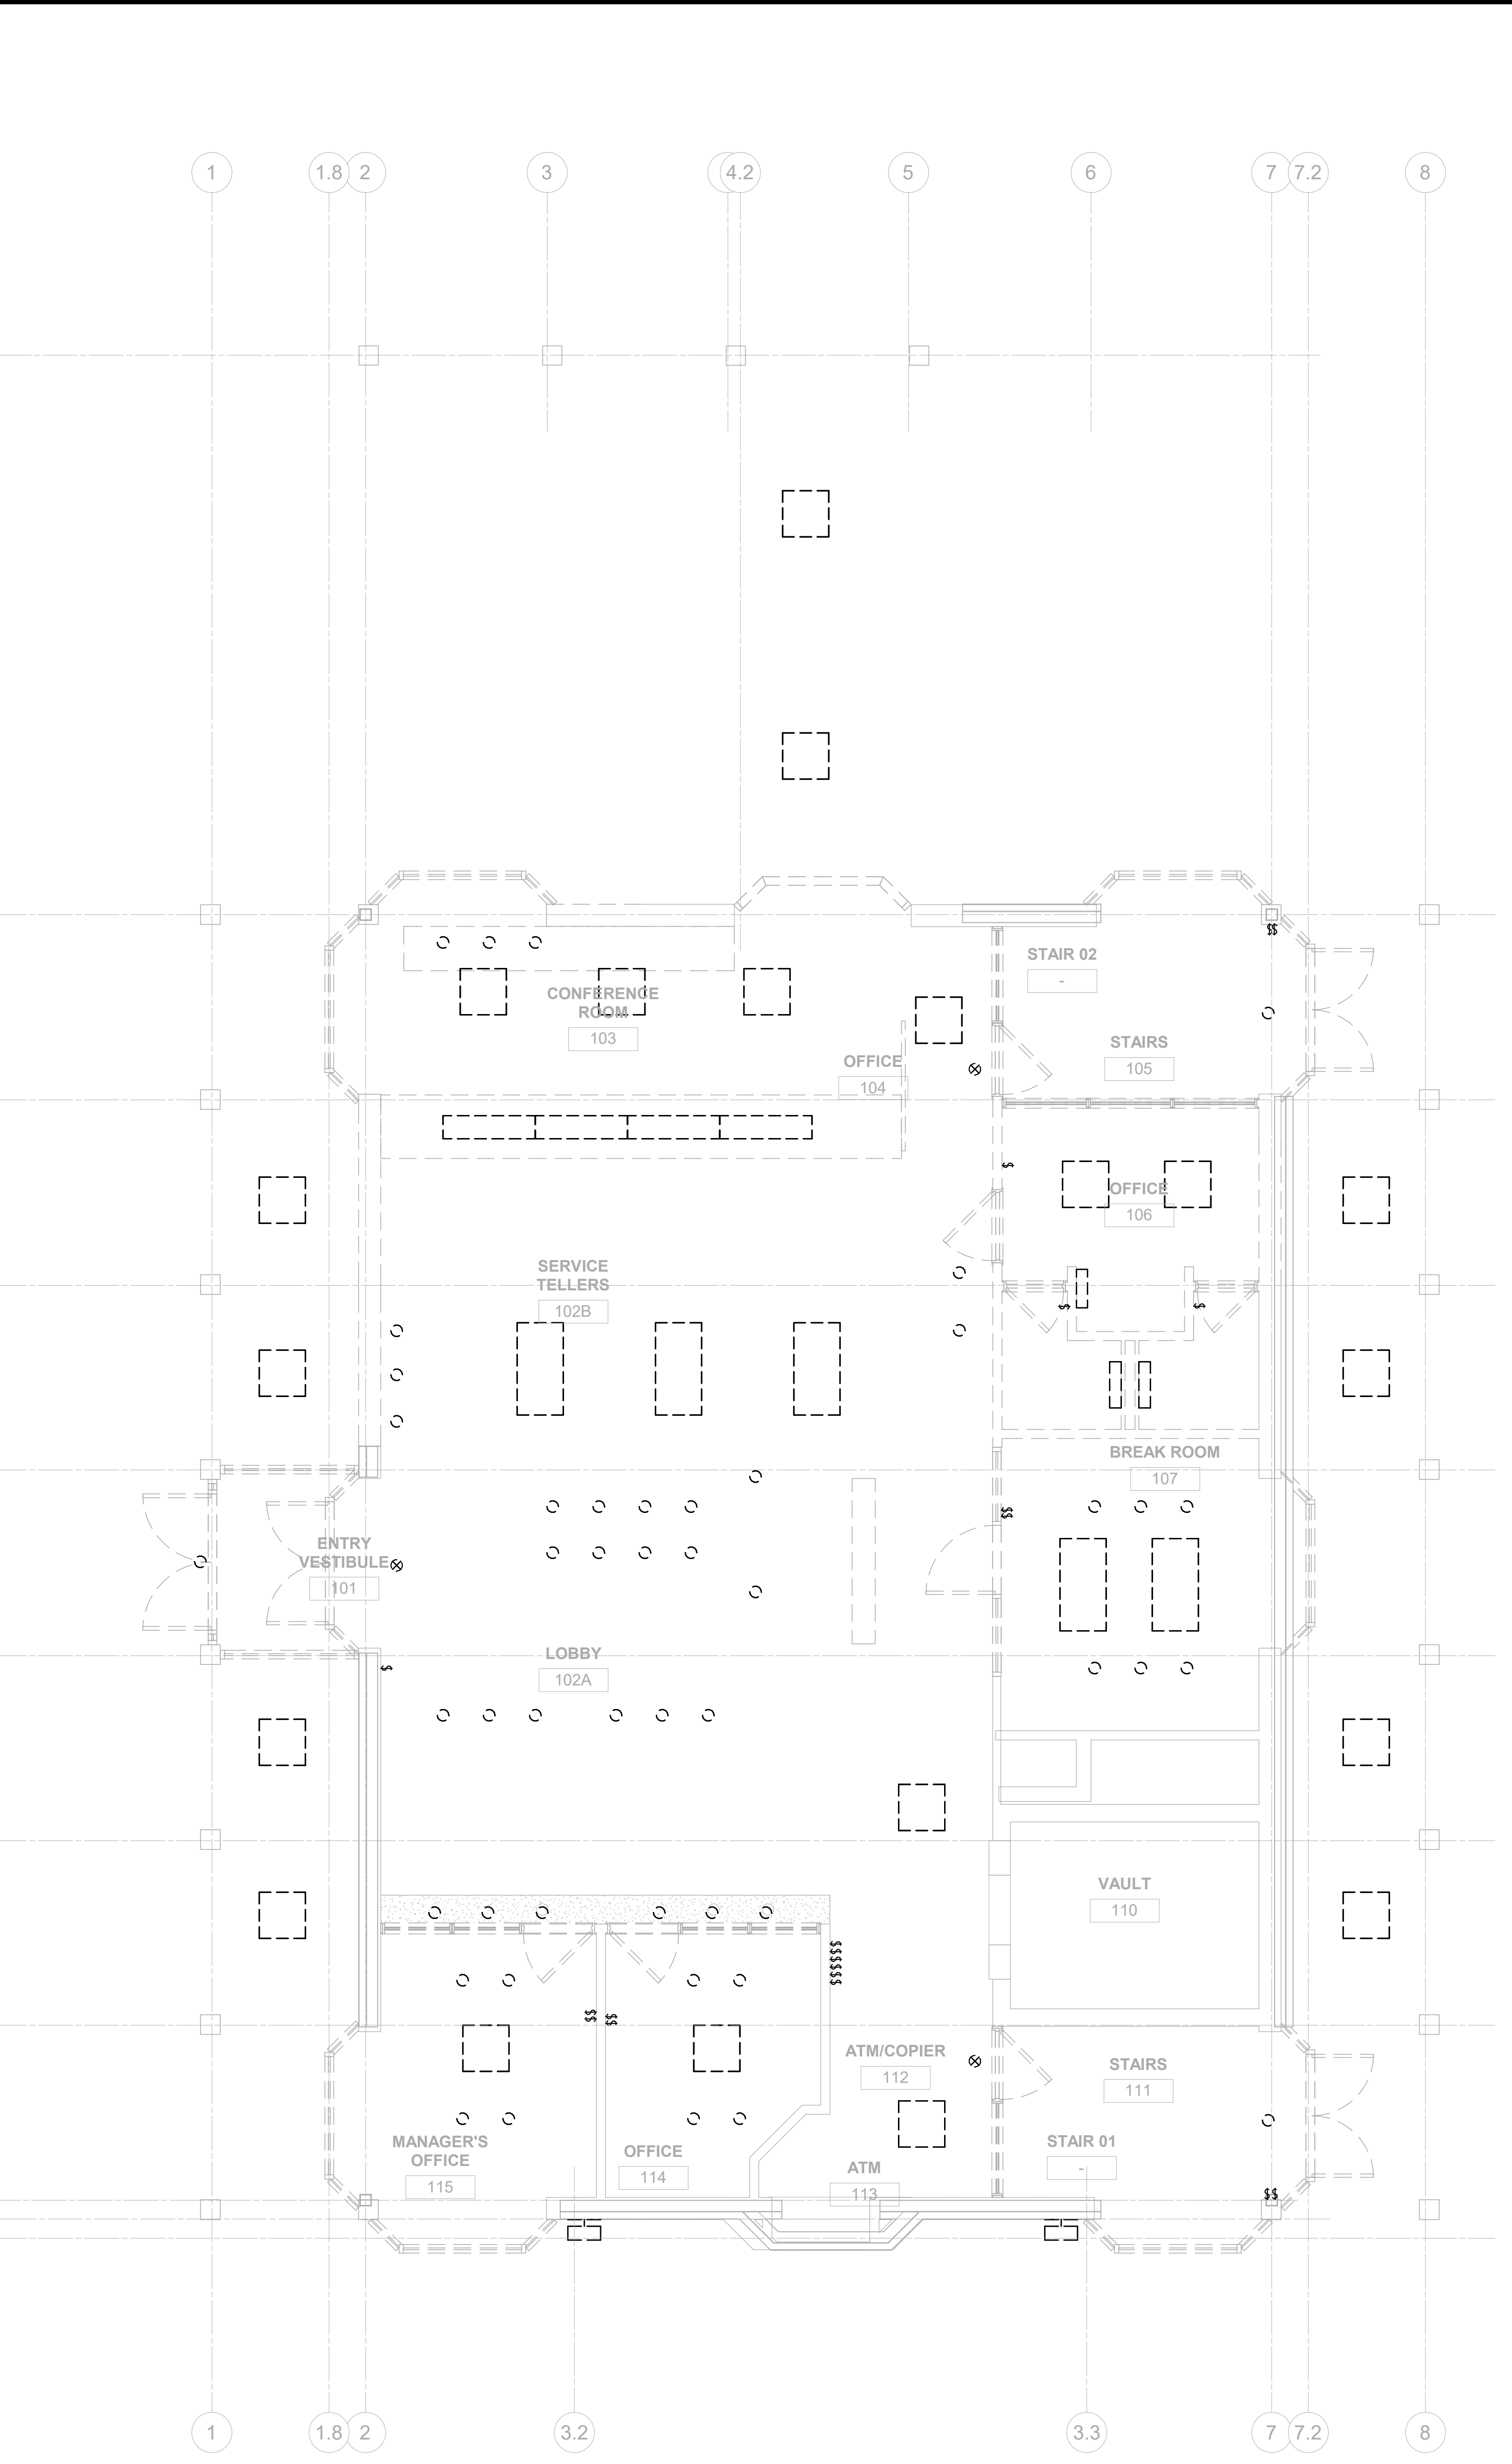 1
1.8
2
3
4.2
5
6
7
7.2
8
CONFERENCE
ROOM
103
STAIR 02
-
OFFICE
104
STAIRS
105
$$
$
OFFICE
106
SERVICE
TELLERS
102B
$
$
BREAK ROOM
107
$$
ENTRY
VESTIBULE
101
LOBBY
102A
$
VAULT
110
$$$$$$
$$
$$
ATM/COPIER
112
STAIRS
111
MANAGER'S
OFFICE
115
OFFICE
114
ATM
113
STAIR 01
-
$$
1
1.8
2
3.2
3.3
7
7.2
8